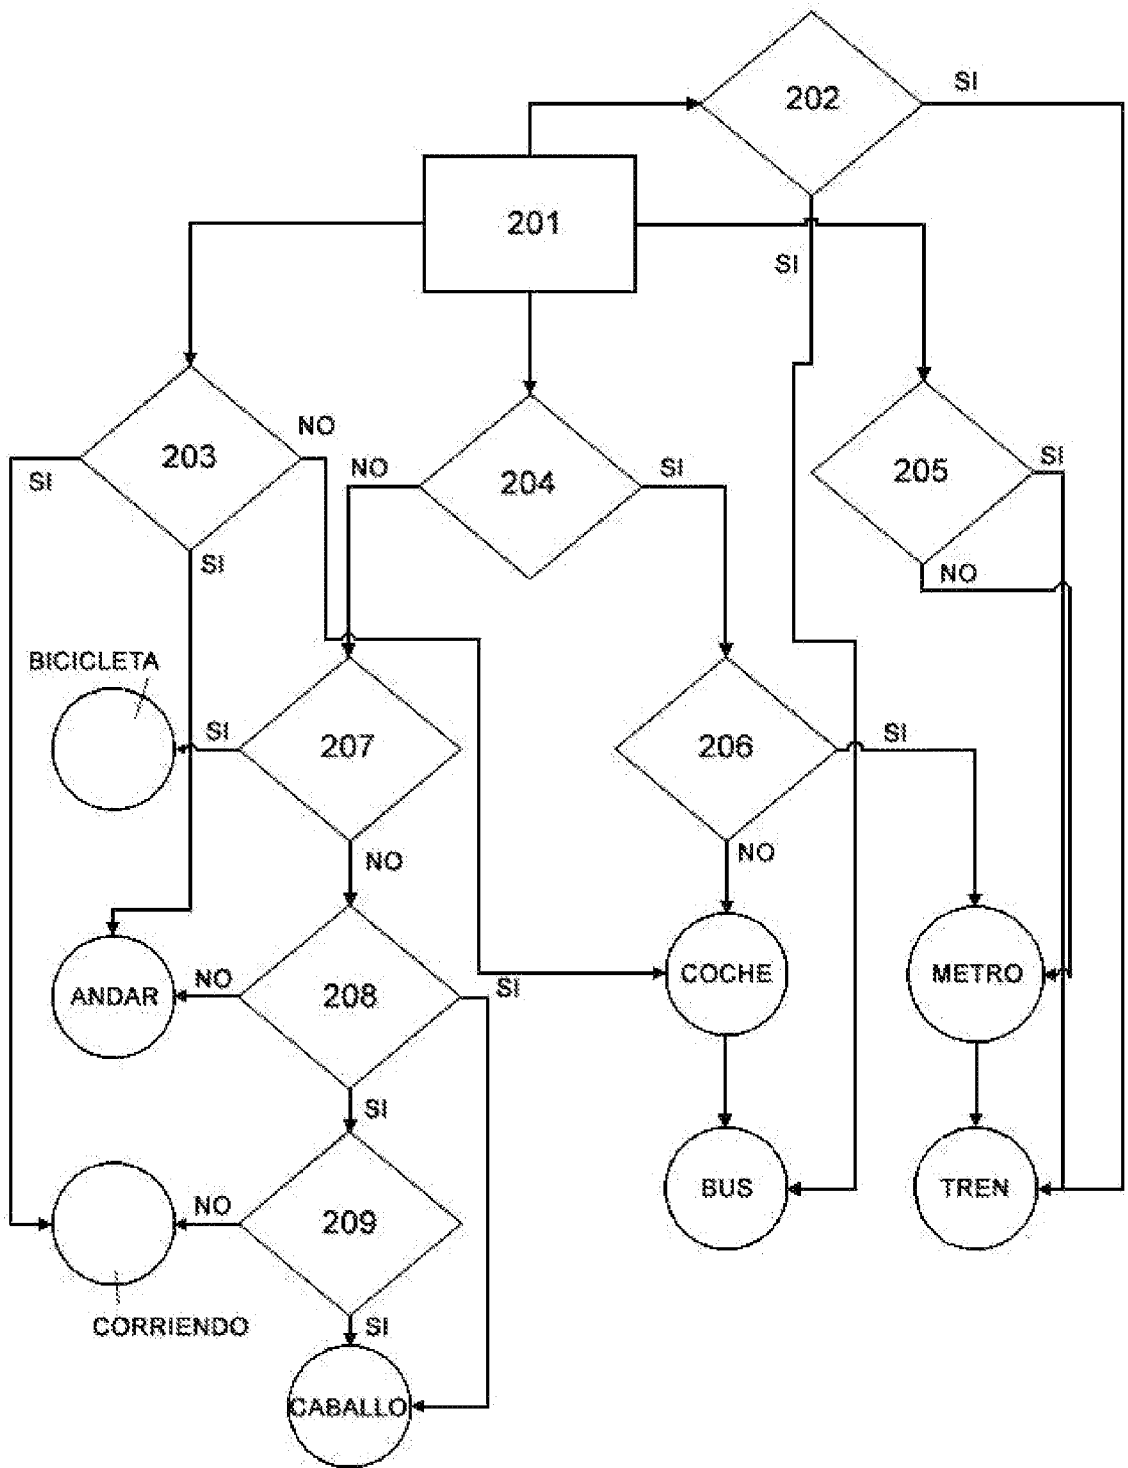 202
SI
201
SI
203
NO
SI
SI
204
NO
SI
205
SI
NO
BICICLETA
207
SI
NO
206
SI
NO
ANDAR
NO
208
SI
SI
COCHE
METRO
209
NO
SI
BUS
TREN
CORRIENDO
CABALLO